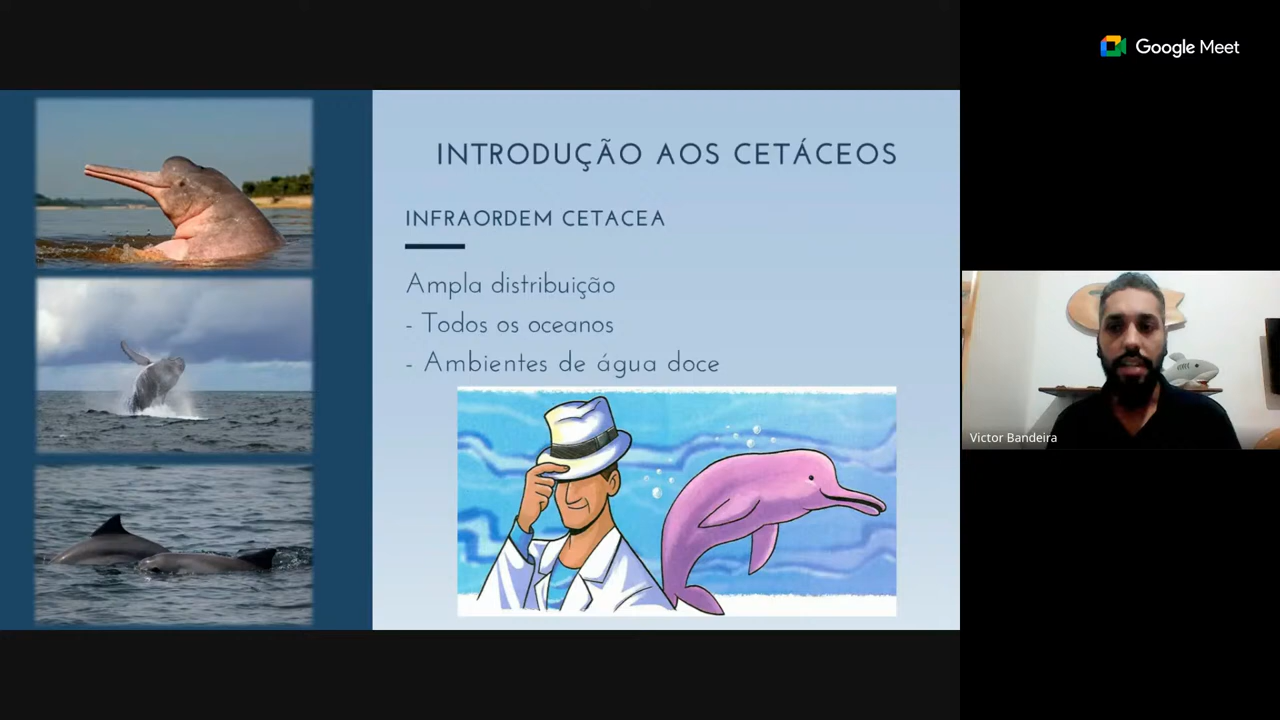 INTRODUÇÃO AOS CETÁCEOS
INFRAORDEM CETACEA
Ampla distribuição
- Todos os oceanos
- Ambientes de água doce
Google Meet
Victor Bandeira